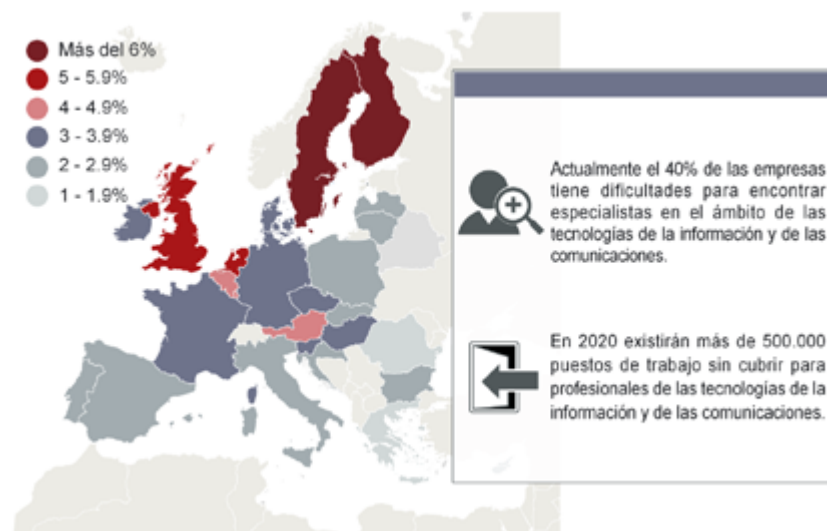 Más del 6%
5 - 5.9%
4 - 4.9%
3 - 3.9%
2 - 2.9%
1 - 1.9%
Actualmente el 40% de las empresas
tiene dificultades para encontrar
especialistas en el ámbito de las
tecnologías de la información y de las
comunicaciones.
En 2020 existirán más de 500.000
puestos de trabajo sin cubrir para
profesionales de las tecnologías de la
información y de las comunicaciones.